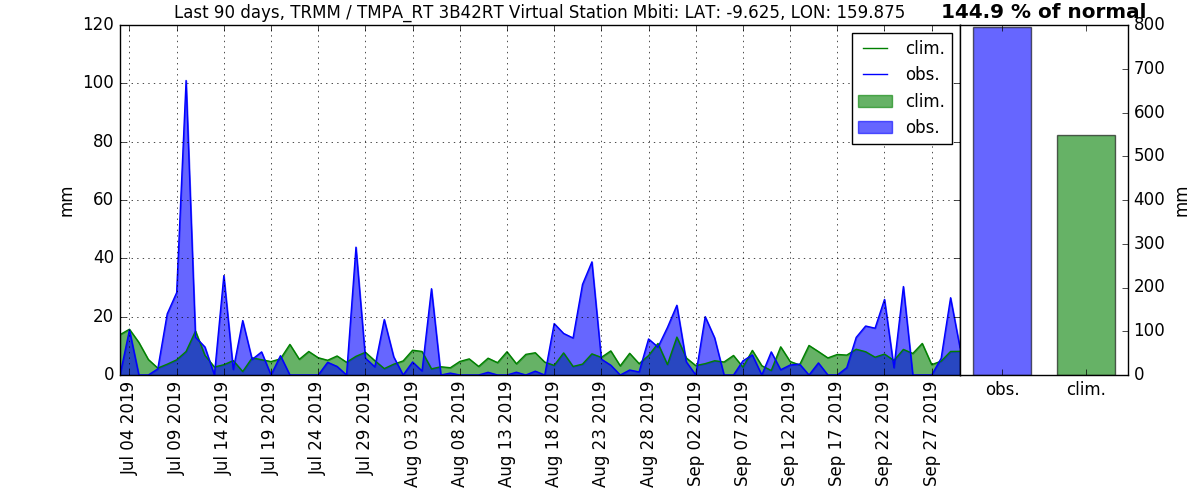 Last 90 days, TRMM / TMPA_RT 3B42RT Virtual Station Mbiti: LAT: -9.625, LON: 159.875
144.9 % of normal
120
100
80
60
40
20
0
mm
clim.
obs.
clim.
obs.
800
700
600
500
400
300
200
100
0
mm
Jul 04 2019
Jul 09 2019
Jul 14 2019
Jul 19 2019
Jul 24 2019
Jul 29 2019
Aug 03 2019
Aug 08 2019
Aug 13 2019
Aug 18 2019
Aug 23 2019
Aug 28 2019
Sep 02 2019
Sep 07 2019
Sep 12 2019
Sep 17 2019
Sep 22 2019
Sep 27 2019
obs.
clim.